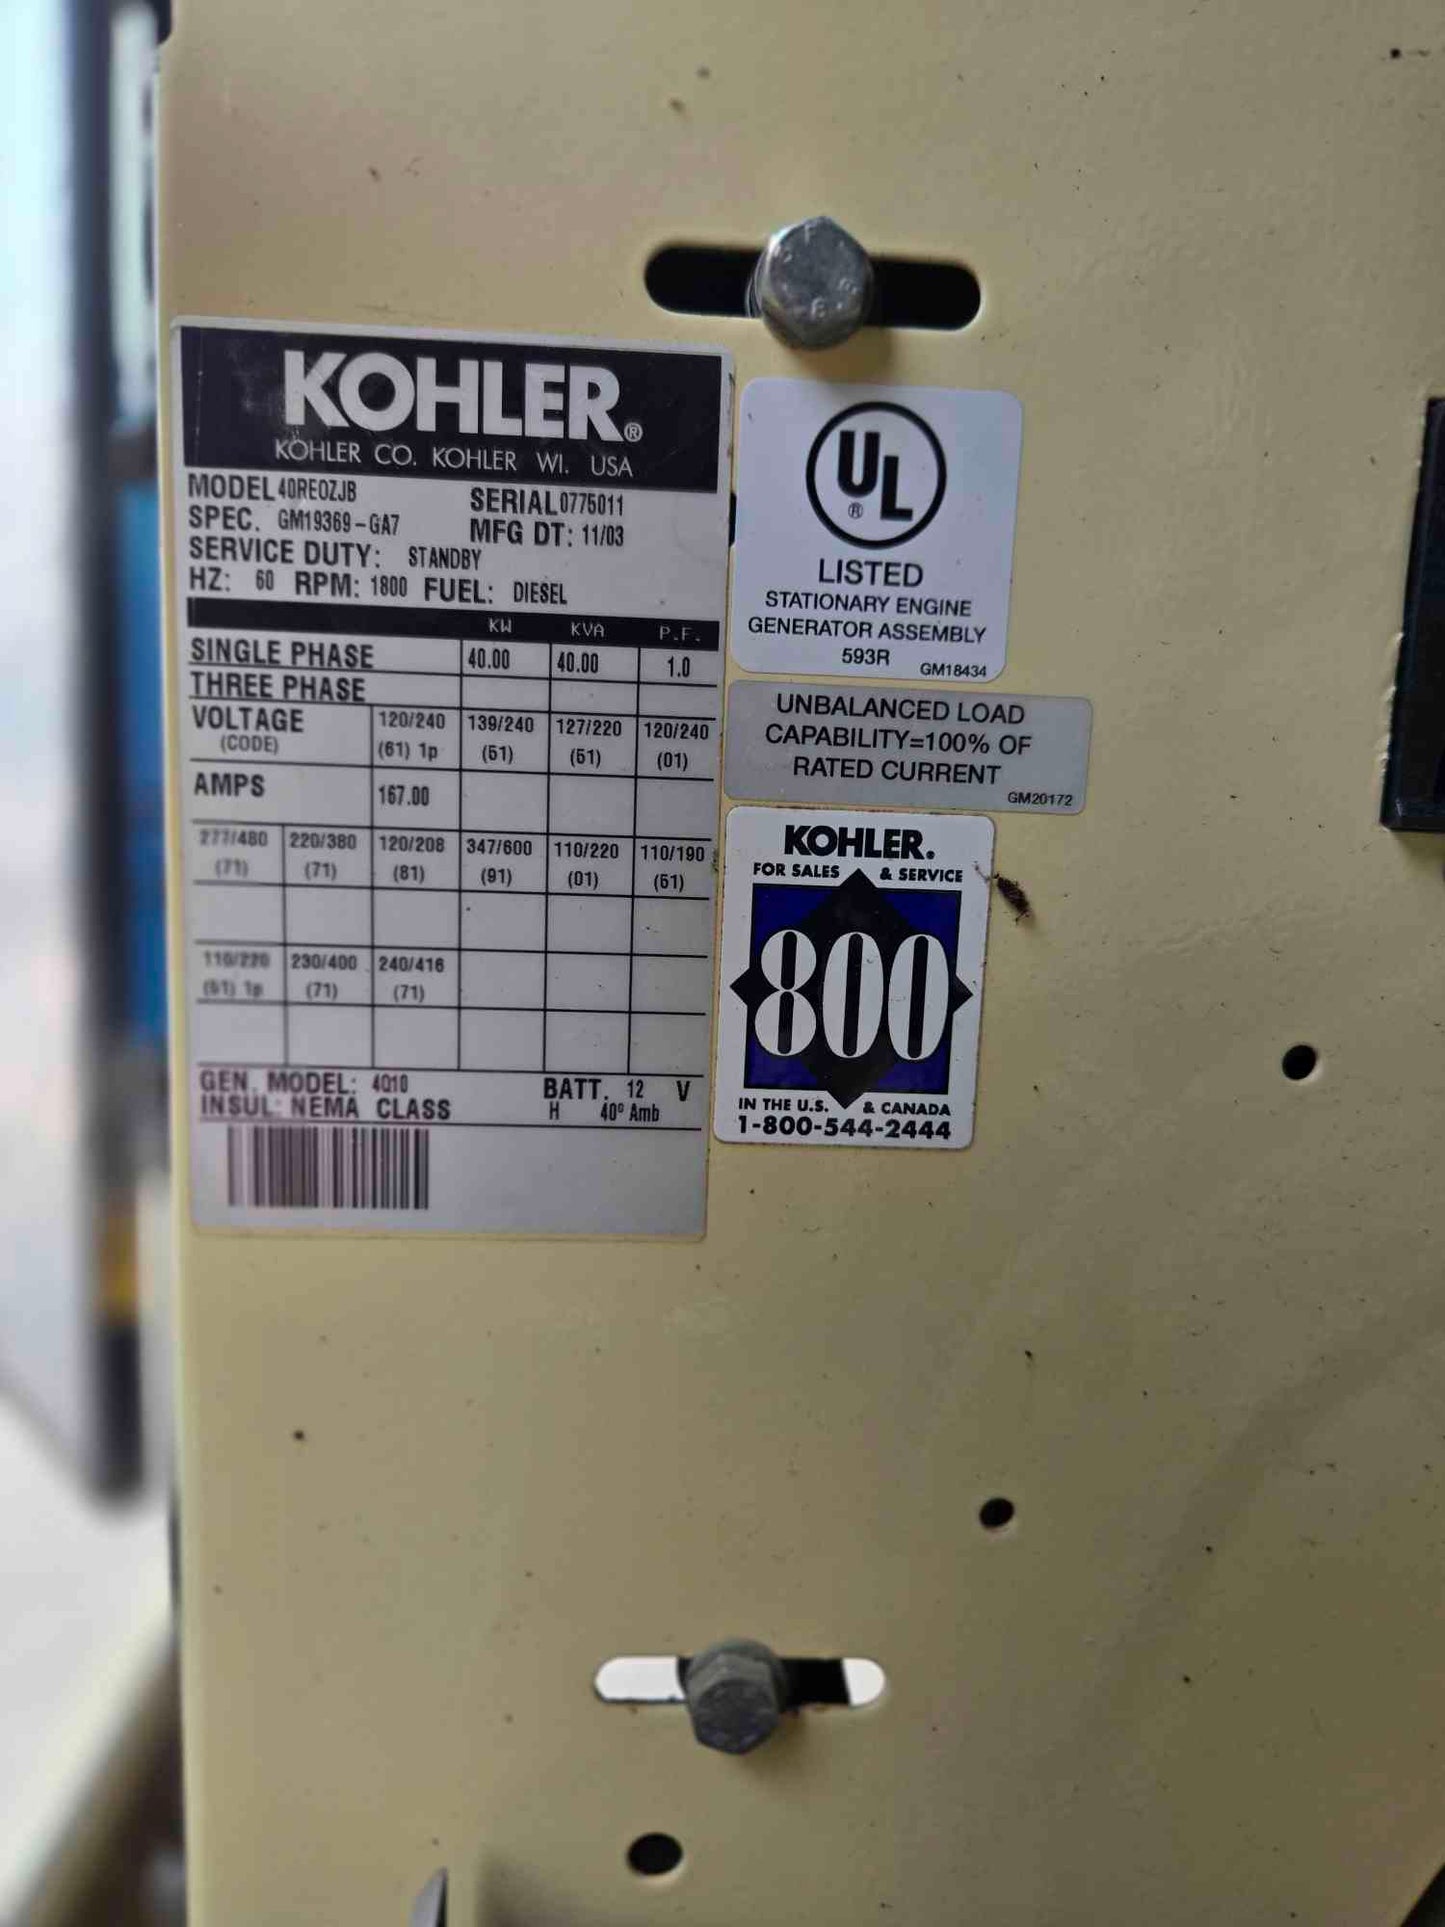 KOHLER®
KOHLER CO. KOHLER WI. USA
MODEL 40REOZJB SERIAL 0775011
SPEC. GM19369-GA7 MFG DT: 11/03
SERVICE DUTY: STANDBY
HZ: 60 RPM: 1800 FUEL: DIESEL
KW KVA P.F.
SINGLE PHASE 40.00 40.00 1.0
THREE PHASE
VOLTAGE 120/240 139/240 127/220 120/240
(CODE) (61) 1p (51) (51) (01)
AMPS 167.00
277/480 220/380 120/208 347/600 110/220 110/190
(71) (71) (81) (91) (01) (51)
110/220 230/400 240/416
(61) 1p (71) (71)
GEN. MODEL: 4Q10 BATT. 12 V
INSUL: NEMA CLASS H 40° Amb
UL®
LISTED
STATIONARY ENGINE
GENERATOR ASSEMBLY
593R GM18434
UNBALANCED LOAD
CAPABILITY=100% OF
RATED CURRENT
GM20172
KOHLER®
FOR SALES & SERVICE
800
IN THE U.S. & CANADA
1-800-544-2444